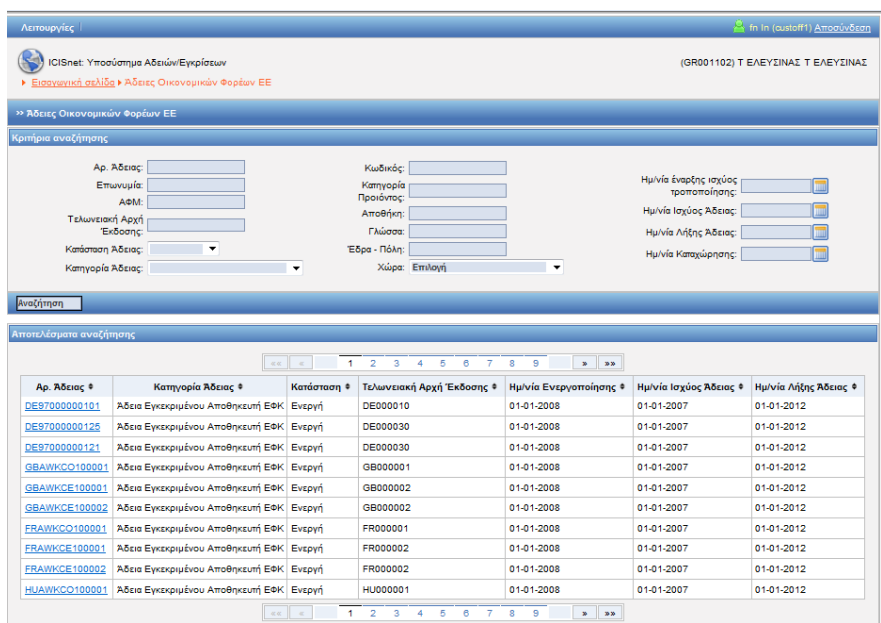 Λειτουργίες
fn ln (custoff1) Αποσύνδεση
ICISnet: Υποσύστημα Αδειών/Εγκρίσεων
(GR001102) Τ ΕΛΕΥΣΙΝΑΣ Τ ΕΛΕΥΣΙΝΑΣ
Εισαγωγική σελίδα Άδειες Οικονομικών Φορέων ΕΕ
>> Άδειες Οικονομικών Φορέων ΕΕ
Κριτήρια αναζήτησης
Αρ. Άδειας:
Επωνυμία:
ΑΦΜ:
Τελωνειακή Αρχή
Έκδοσης:
Κατάσταση Άδειας:
Κατηγορία Άδειας:
Κωδικός:
Κατηγορία
Προιόντος:
Αποθήκη:
Γλώσσα:
Έδρα - Πόλη:
Χώρα: Επιλογή
Ημ/νία έναρξης ισχύος
τροποποίησης:
Ημ/νία Ισχύος Άδειας:
Ημ/νία Λήξης Άδειας:
Ημ/νία Καταχώρησης:
Αναζήτηση
Αποτελέσματα αναζήτησης
«« « 1 2 3 4 5 6 7 8 9 » »»
Αρ. Άδειας Κατηγορία Άδειας Κατάσταση Τελωνειακή Αρχή Έκδοσης Ημ/νία Ενεργοποίησης Ημ/νία Ισχύος Άδειας Ημ/νία Λήξης Άδειας
DE97000000101 Άδεια Εγκεκριμένου Αποθηκευτή ΕΦΚ Ενεργή DE000010 01-01-2008 01-01-2007 01-01-2012
DE97000000125 Άδεια Εγκεκριμένου Αποθηκευτή ΕΦΚ Ενεργή DE000030 01-01-2008 01-01-2007 01-01-2012
DE97000000121 Άδεια Εγκεκριμένου Αποθηκευτή ΕΦΚ Ενεργή DE000030 01-01-2008 01-01-2007 01-01-2012
GBAWKCO100001 Άδεια Εγκεκριμένου Αποθηκευτή ΕΦΚ Ενεργή GB000001 01-01-2008 01-01-2007 01-01-2012
GBAWKCE100001 Άδεια Εγκεκριμένου Αποθηκευτή ΕΦΚ Ενεργή GB000002 01-01-2008 01-01-2007 01-01-2012
GBAWKCE100002 Άδεια Εγκεκριμένου Αποθηκευτή ΕΦΚ Ενεργή GB000002 01-01-2008 01-01-2007 01-01-2012
FRAWKCO100001 Άδεια Εγκεκριμένου Αποθηκευτή ΕΦΚ Ενεργή FR000001 01-01-2008 01-01-2007 01-01-2012
FRAWKCE100001 Άδεια Εγκεκριμένου Αποθηκευτή ΕΦΚ Ενεργή FR000002 01-01-2008 01-01-2007 01-01-2012
FRAWKCE100002 Άδεια Εγκεκριμένου Αποθηκευτή ΕΦΚ Ενεργή FR000002 01-01-2008 01-01-2007 01-01-2012
HUAWKCO100001 Άδεια Εγκεκριμένου Αποθηκευτή ΕΦΚ Ενεργή HU000001 01-01-2008 01-01-2007 01-01-2012
«« « 1 2 3 4 5 6 7 8 9 » »»